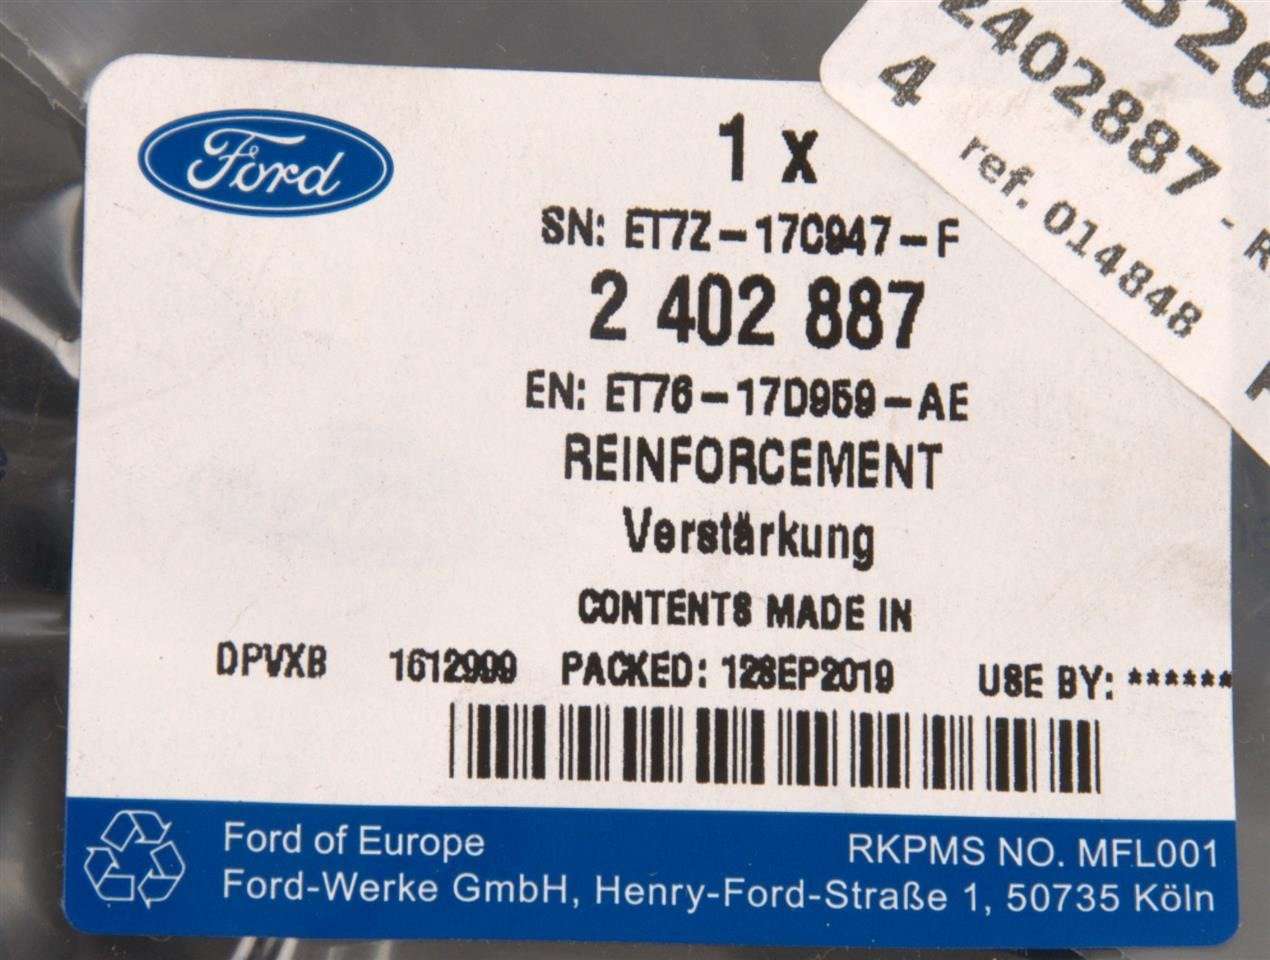 Ford
1 x
SN: ET7Z-17C947-F
2 402 887
EN: ET76-17D959-AE
REINFORCEMENT
Verstärkung
CONTENTS MADE IN
DPVXB 1612999 PACKED: 12SEP2019 USE BY: ******
Ford of Europe RKPMS NO. MFL001
Ford-Werke GmbH, Henry-Ford-Straße 1, 50735 Köln
2402887 - R
4 ref. 014848